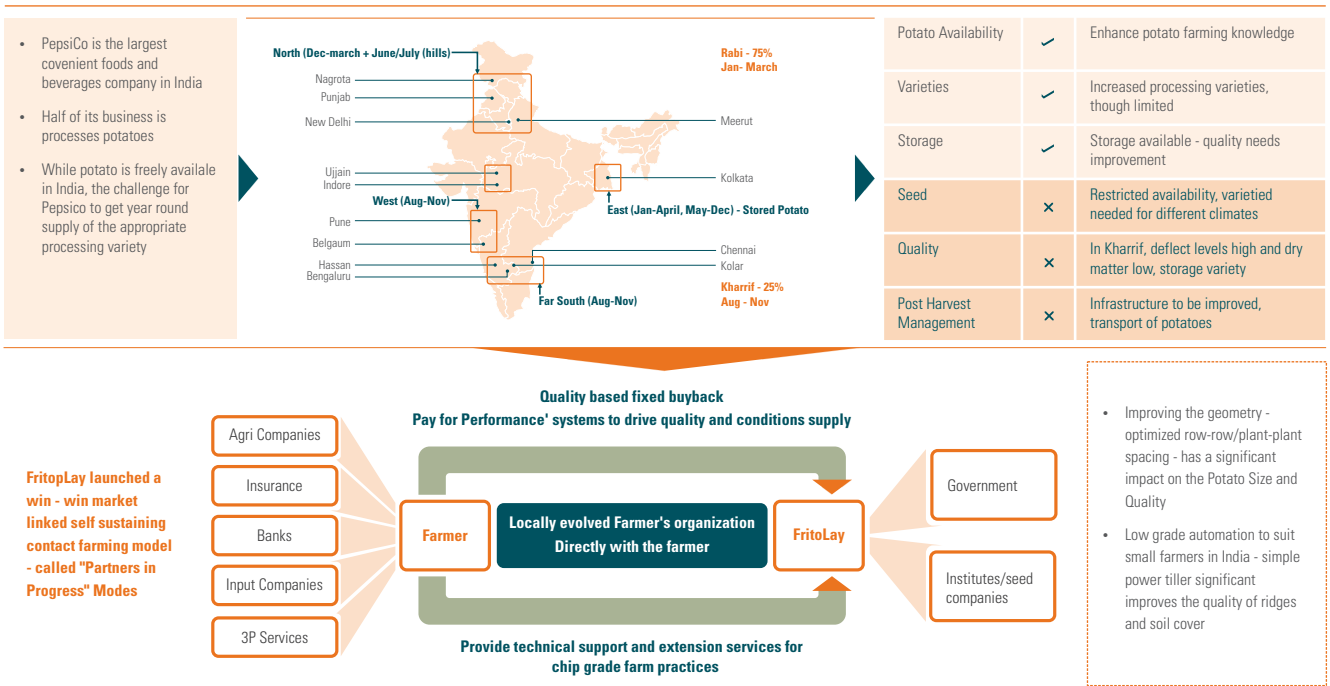 • PepsiCo is the largest
covenient foods and
beverages company in India
• Half of its business is
processes potatoes
• While potato is freely availale
in India, the challenge for
Pepsico to get year round
supply of the appropriate
processing variety
North (Dec-march + June/July (hills)
Nagrota
Punjab
New Delhi
Ujjain
Indore
West (Aug-Nov)
Pune
Belgaum
Hassan
Bengaluru
Rabi - 75%
Jan- March
Meerut
Kolkata
East (Jan-April, May-Dec) - Stored Potato
Chennai
Kolar
Kharrif - 25%
Aug - Nov
Far South (Aug-Nov)
Potato Availability ✓ Enhance potato farming knowledge
Varieties ✓ Increased processing varieties,
though limited
Storage ✓ Storage available - quality needs
improvement
Seed × Restricted availability, varietied
needed for different climates
Quality × In Kharrif, deflect levels high and dry
matter low, storage variety
Post Harvest
Management × Infrastructure to be improved,
transport of potatoes
FritopLay launched a
win - win market
linked self sustaining
contact farming model
- called "Partners in
Progress" Modes
Agri Companies
Insurance
Banks
Input Companies
3P Services
Quality based fixed buyback
Pay for Performance' systems to drive quality and conditions supply
Farmer
Locally evolved Farmer's organization
Directly with the farmer
FritoLay
Provide technical support and extension services for
chip grade farm practices
Government
Institutes/seed
companies
• Improving the geometry -
optimized row-row/plant-plant
spacing - has a significant
impact on the Potato Size and
Quality
• Low grade automation to suit
small farmers in India - simple
power tiller significant
improves the quality of ridges
and soil cover